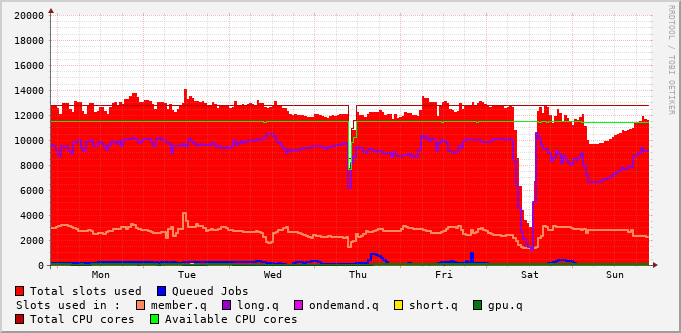 20000
18000
16000
14000
12000
10000
8000
6000
4000
2000
0
Mon Tue Wed Thu Fri Sat Sun
Total slots used Queued Jobs
Slots used in : member.q long.q ondemand.q short.q gpu.q
Total CPU cores Available CPU cores
RRDTOOL / TOBI OETIKER